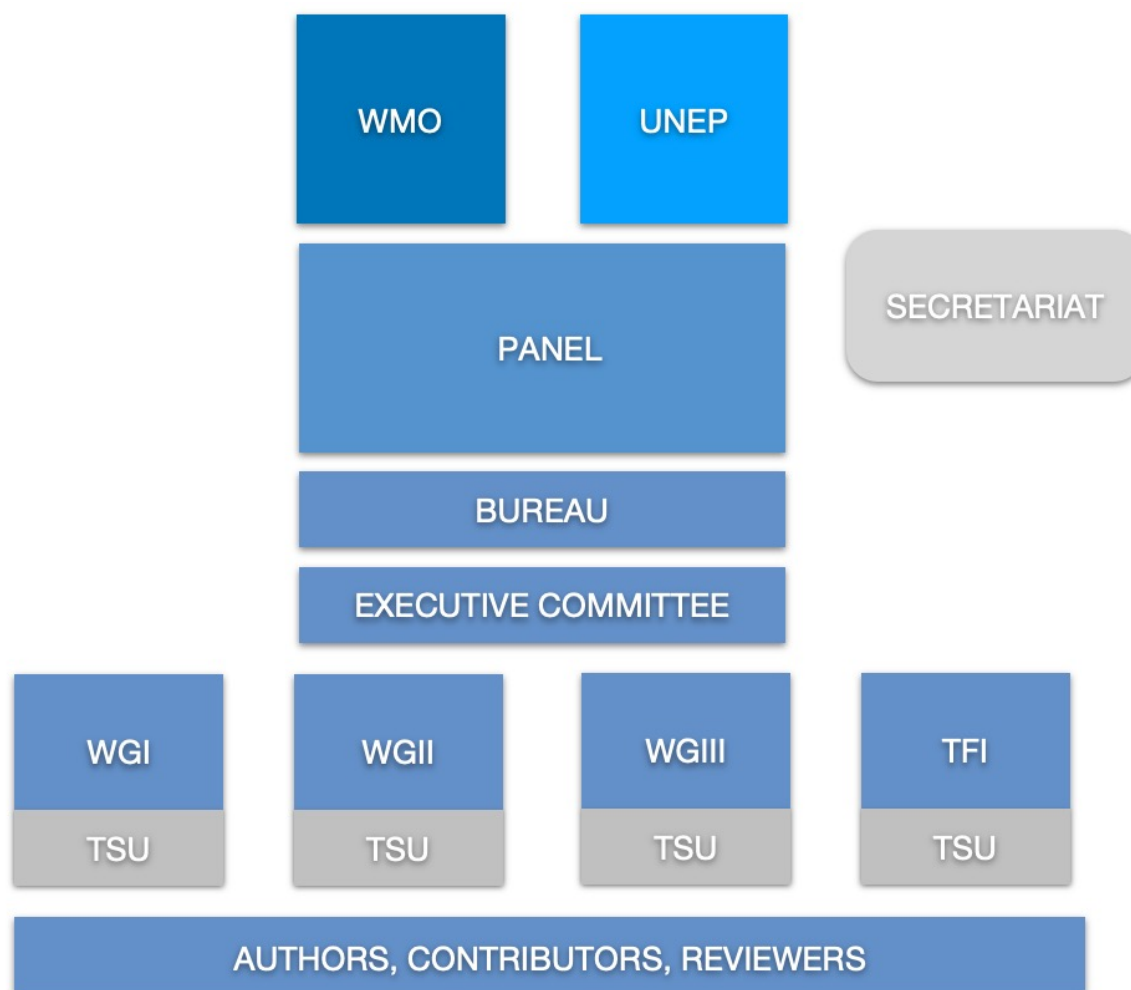 WMO
UNEP
SECRETARIAT
PANEL
BUREAU
EXECUTIVE COMMITTEE
WGI
WGII
WGIII
TFI
TSU
TSU
TSU
TSU
AUTHORS, CONTRIBUTORS, REVIEWERS